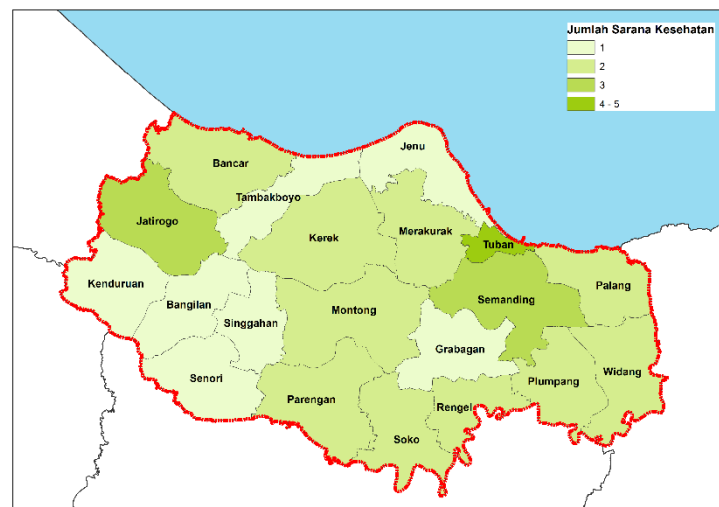 Jumlah Sarana Kesehatan
1
2
3
4 - 5
Jenu
Bancar
Tambakboyo
Jatirogo
Merakurak
Kerek
Tuban
Kenduruan
Palang
Bangilan
Semanding
Montong
Singgahan
Grabagan
Senori
Widang
Plumpang
Parengan
Rengel
Soko